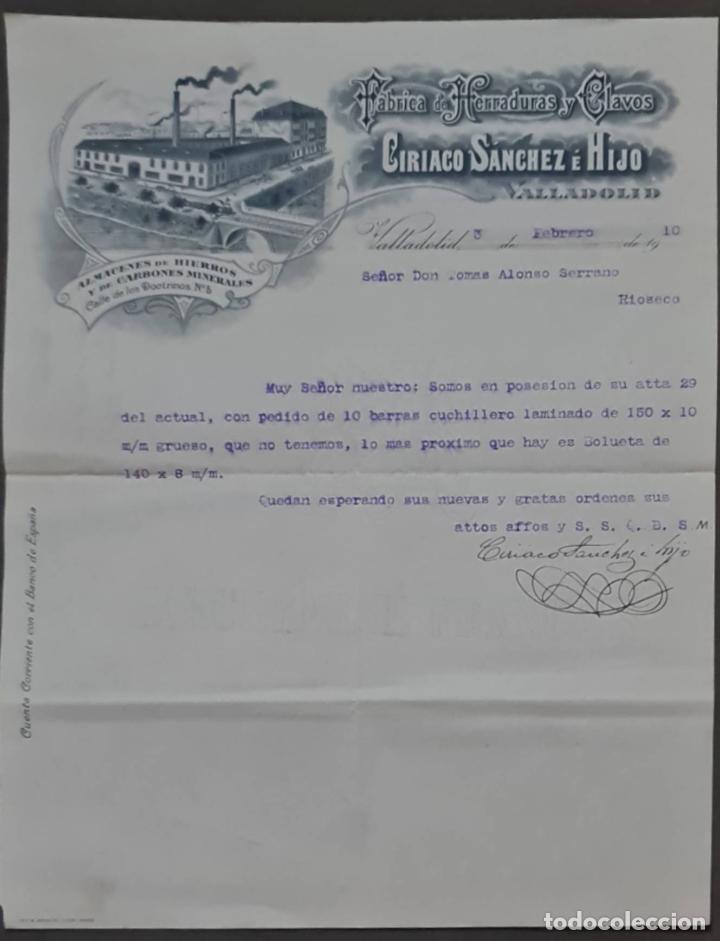 Fábrica de Herraduras y Clavos
CIRIACO SÁNCHEZ É HIJO
VALLADOLID
ALMACENES DE HIERROS
Y DE CARBONES MINERALES
Calle de los Doctrinos, Nº 5
Valladolid, 3 de Febrero de 1910
Señor Don Tomas Alonso Serrano
Rioseco
Muy Señor nuestro: Somos en posesion de su atta 29
del actual, con pedido de 10 barras cuchillero laminado de 150 x 10
m/m grueso, que no tenemos, lo mas proximo que hay es Bolueta de
140 x 8 m/m.
Quedan esperando sus nuevas y gratas ordenes sus
attos affos y S. S. Q. B. S M
Ciriaco Sanchez é hijo
Cuenta Corriente con el Banco de España
todocoleccion